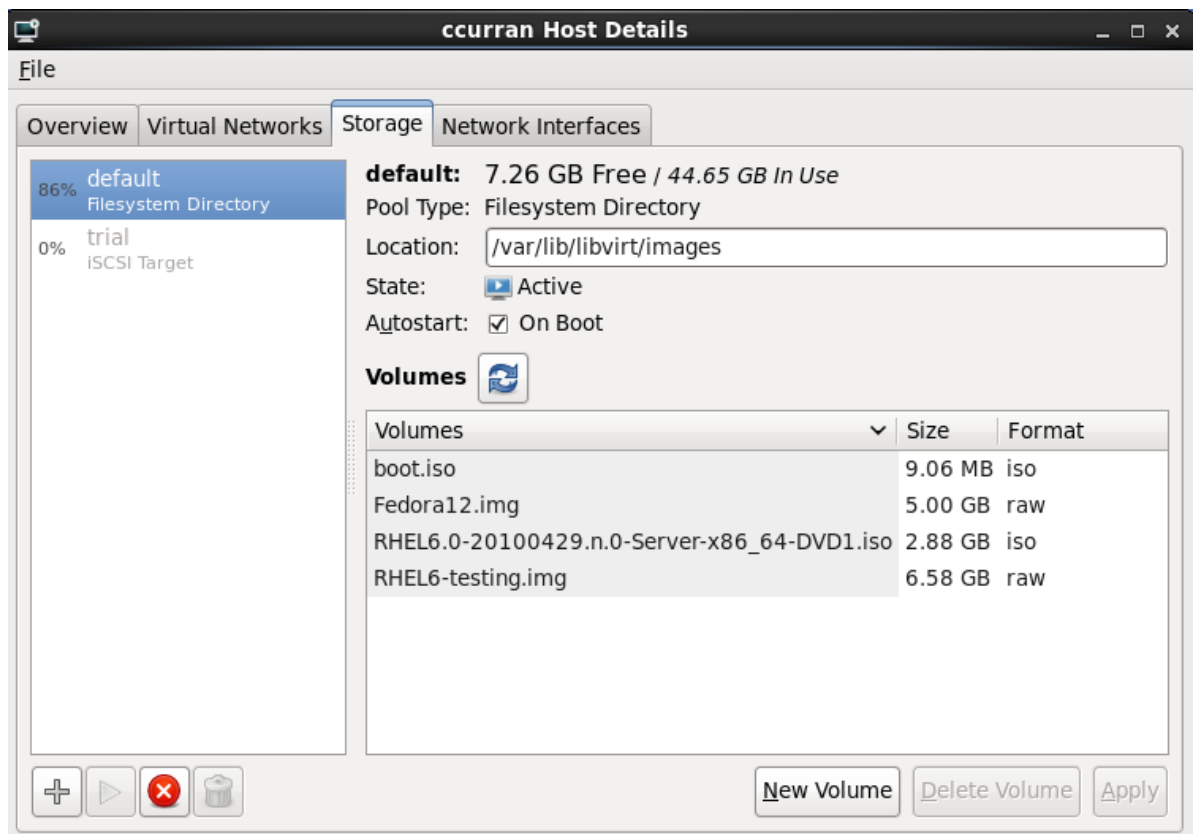 ccurran Host Details
File
Overview Virtual Networks Storage Network Interfaces
86% default
Filesystem Directory
0% trial
iSCSI Target
default: 7.26 GB Free / 44.65 GB In Use
Pool Type: Filesystem Directory
Location: /var/lib/libvirt/images
State: Active
Autostart: On Boot
Volumes
Volumes Size Format
boot.iso 9.06 MB iso
Fedora12.img 5.00 GB raw
RHEL6.0-20100429.n.0-Server-x86_64-DVD1.iso 2.88 GB iso
RHEL6-testing.img 6.58 GB raw
New Volume Delete Volume Apply